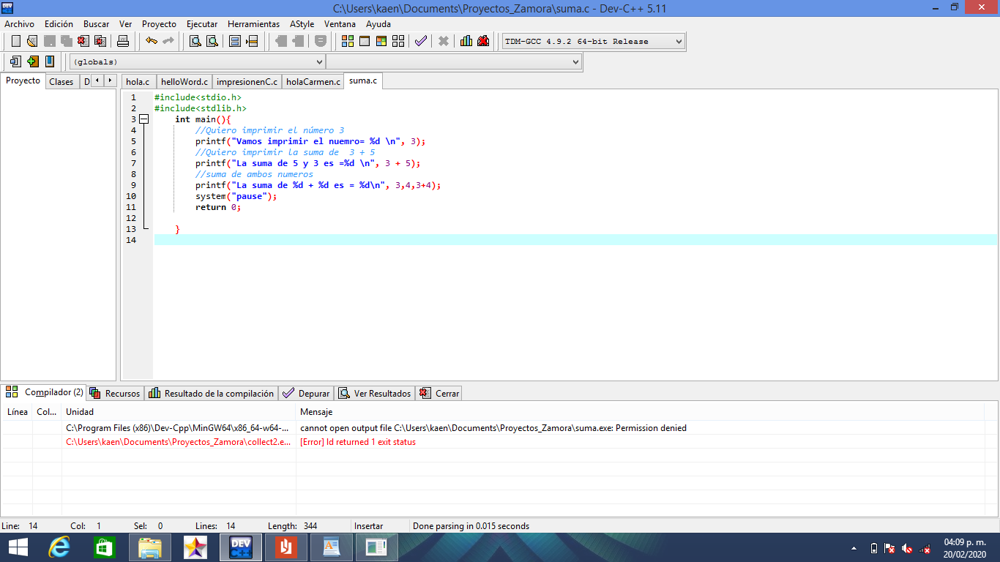 C:\Users\kaen\Documents\Proyectos_Zamora\suma.c - Dev-C++ 5.11
Archivo Edición Buscar Ver Proyecto Ejecutar Herramientas AStyle Ventana Ayuda
TDM-GCC 4.9.2 64-bit Release
(globals)
Proyecto Clases D hola.c helloWord.c impresionenC.c holaCarmen.c suma.c
1 #include<stdio.h>
2 #include<stdlib.h>
3 int main(){
4 //Quiero imprimir el número 3
5 printf("Vamos imprimir el nuemro= %d \n", 3);
6 //Quiero imprimir la suma de  3 + 5
7 printf("La suma de 5 y 3 es =%d \n", 3 + 5);
8 //suma de ambos numeros
9 printf("La suma de %d + %d es = %d\n", 3,4,3+4);
10 system("pause");
11 return 0;
12
13 }
14
Compilador (2) Recursos Resultado de la compilación Depurar Ver Resultados Cerrar
Línea Col... Unidad Mensaje
C:\Program Files (x86)\Dev-Cpp\MinGW64\x86_64-w64-... cannot open output file C:\Users\kaen\Documents\Proyectos_Zamora\suma.exe: Permission denied
C:\Users\kaen\Documents\Proyectos_Zamora\collect2.e... [Error] ld returned 1 exit status
Line: 14 Col: 1 Sel: 0 Lines: 14 Length: 344 Insertar Done parsing in 0.015 seconds
DEV C++
04:09 p. m.
20/02/2020